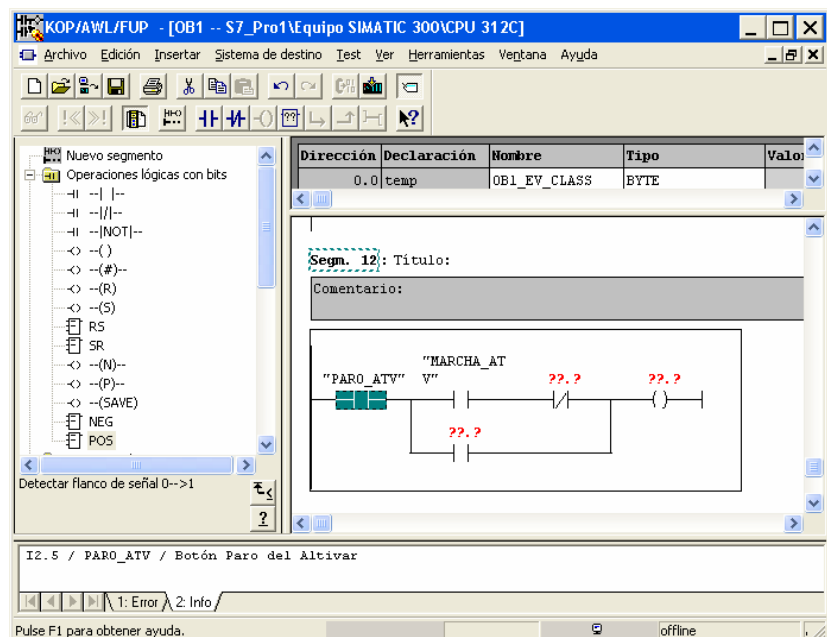 KOP/AWL/FUP - [OB1 -- S7_Pro1\Equipo SIMATIC 300\CPU 312C]
Archivo Edición Insertar Sistema de destino Test Ver Herramientas Ventana Ayuda
Nuevo segmento
Operaciones lógicas con bits
--| |--
--|/|--
--|NOT|--
--( )
--(#)--
--(R)
--(S)
RS
SR
--(N)--
--(P)--
--(SAVE)
NEG
POS
Detectar flanco de señal 0-->1
Dirección Declaración Nombre Tipo Valor
0.0 temp OB1_EV_CLASS BYTE
Segm. 12: Título:
Comentario:
"MARCHA_AT
"PARO_ATV" V" ??.? ??.?
??.?
I2.5 / PARO_ATV / Botón Paro del Altivar
1: Error 2: Info
Pulse F1 para obtener ayuda. offline